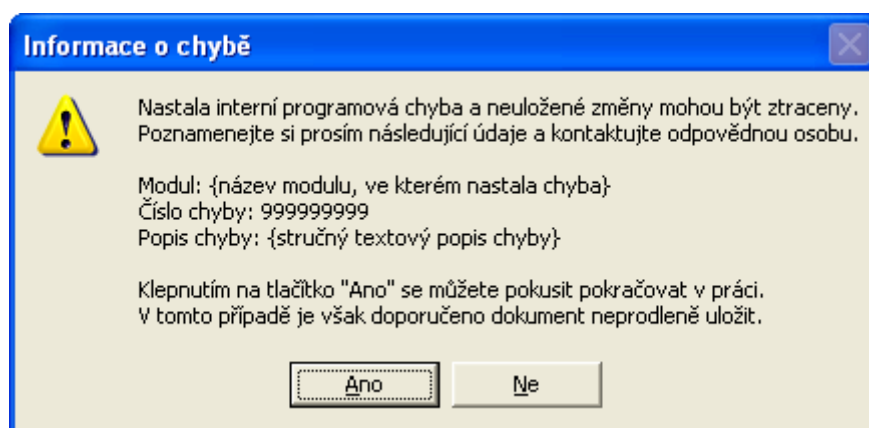 Informace o chybě
Nastala interní programová chyba a neuložené změny mohou být ztraceny.
Poznamenejte si prosím následující údaje a kontaktujte odpovědnou osobu.
Modul: {název modulu, ve kterém nastala chyba}
Číslo chyby: 999999999
Popis chyby: {stručný textový popis chyby}
Klepnutím na tlačítko "Ano" se můžete pokusit pokračovat v práci.
V tomto případě je však doporučeno dokument neprodleně uložit.
Ano Ne